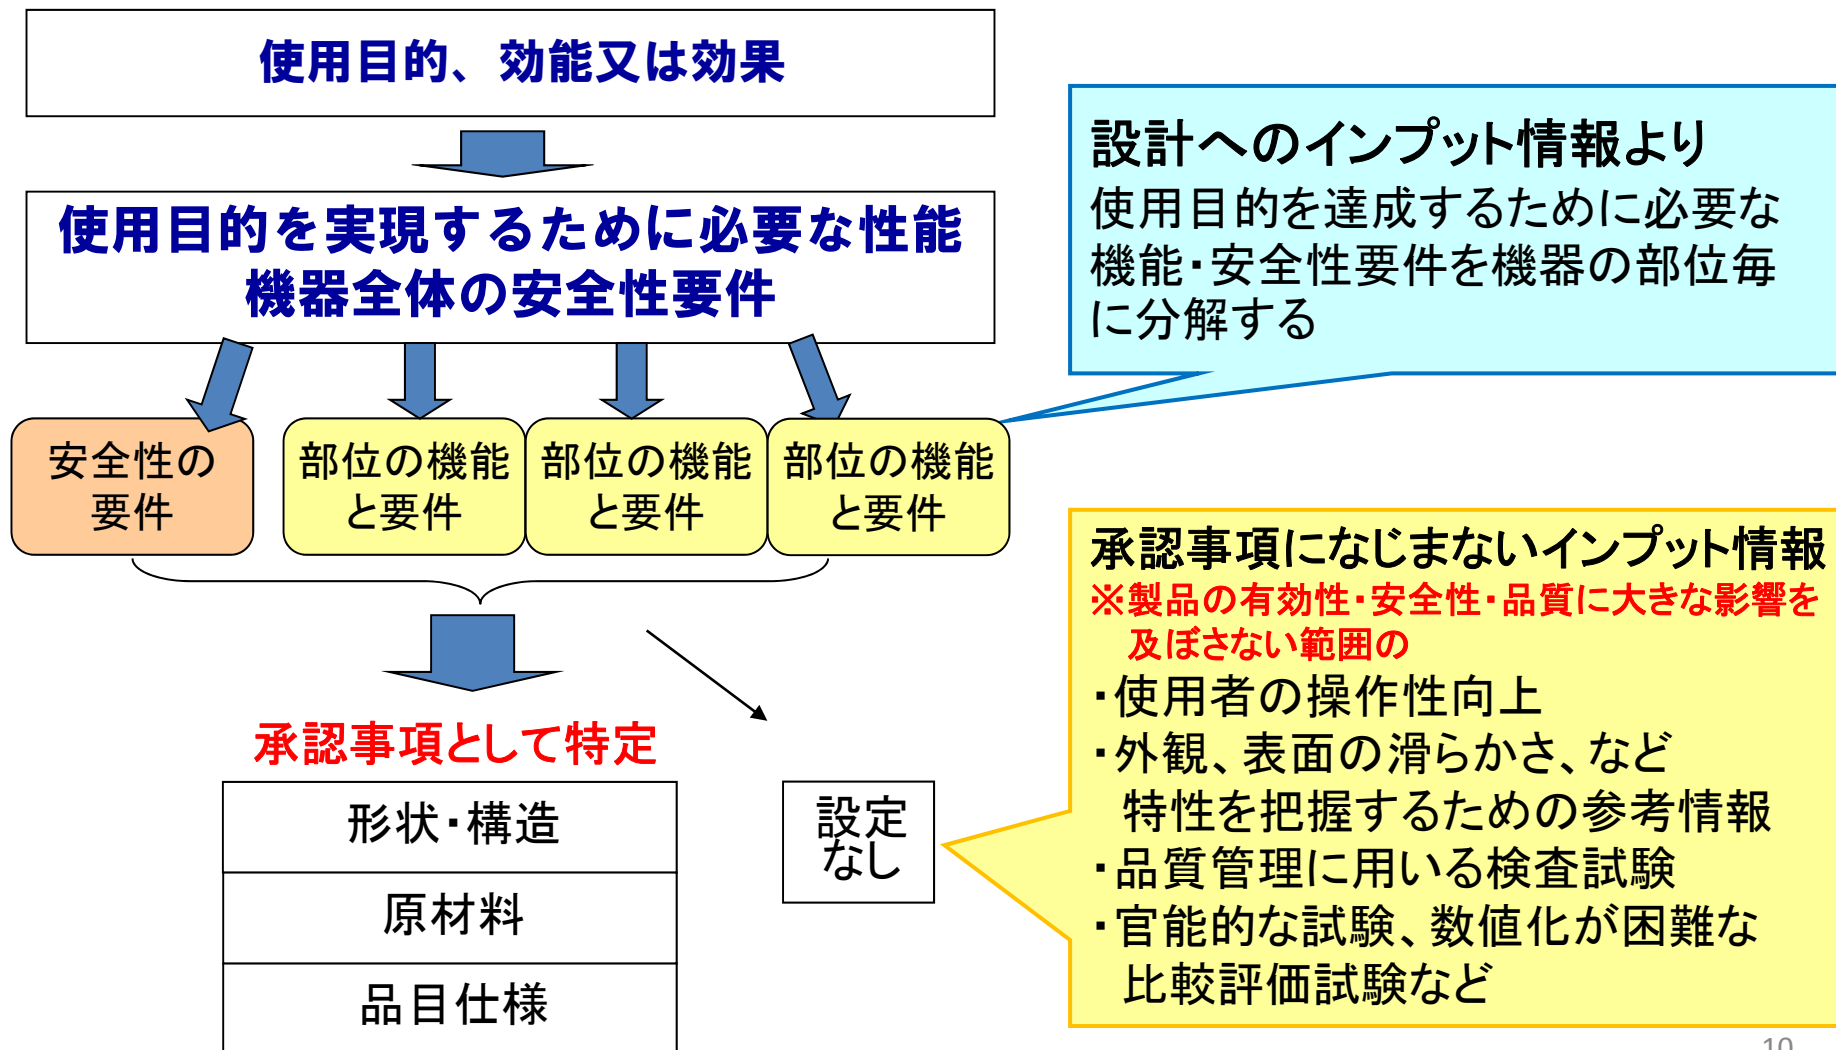 使用目的、効能又は効果
使用目的を実現するために必要な性能
機器全体の安全性要件
設計へのインプット情報より
使用目的を達成するために必要な
機能・安全性要件を機器の部位毎
に分解する
安全性の
要件
部位の機能
と要件
部位の機能
と要件
部位の機能
と要件
承認事項として特定
形状・構造
原材料
品目仕様
設定
なし
承認事項になじまないインプット情報
※製品の有効性・安全性・品質に大きな影響を
及ぼさない範囲の
・使用者の操作性向上
・外観、表面の滑らかさ、など
特性を把握するための参考情報
・品質管理に用いる検査試験
・官能的な試験、数値化が困難な
比較評価試験など
10